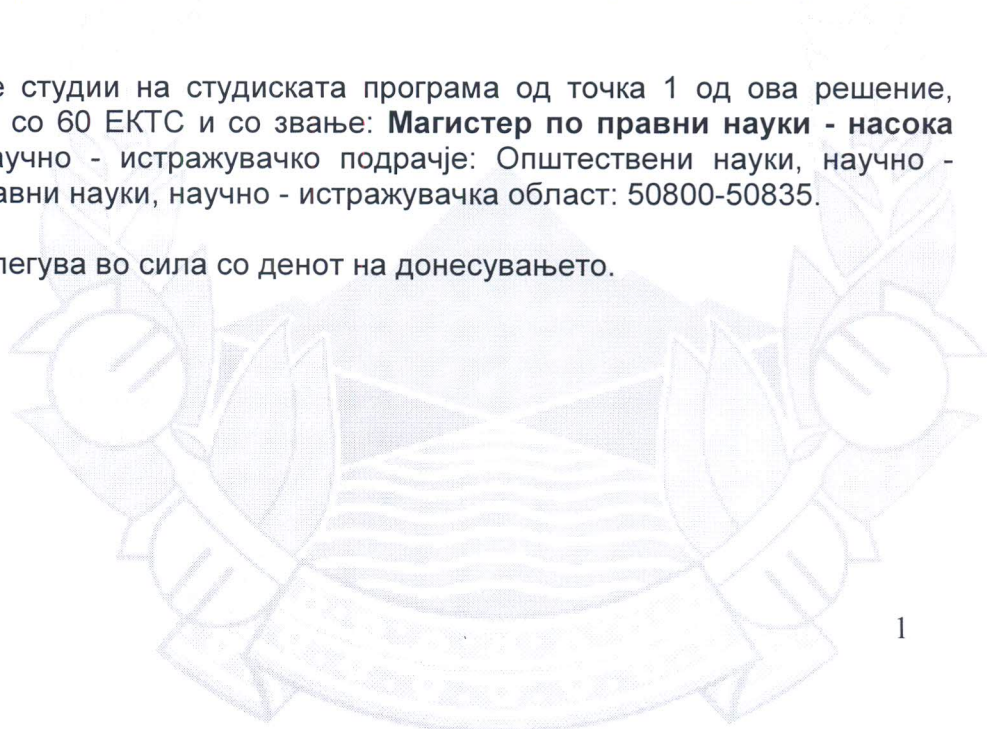 е студии на студиската програма од точка 1 од ова решение,
со 60 ЕКТС и со звање: Магистер по правни науки - насока
аучно - истражувачко подрачје: Општествени науки, научно -
авни науки, научно - истражувачка област: 50800-50835.
легува во сила со денот на донесувањето.
1